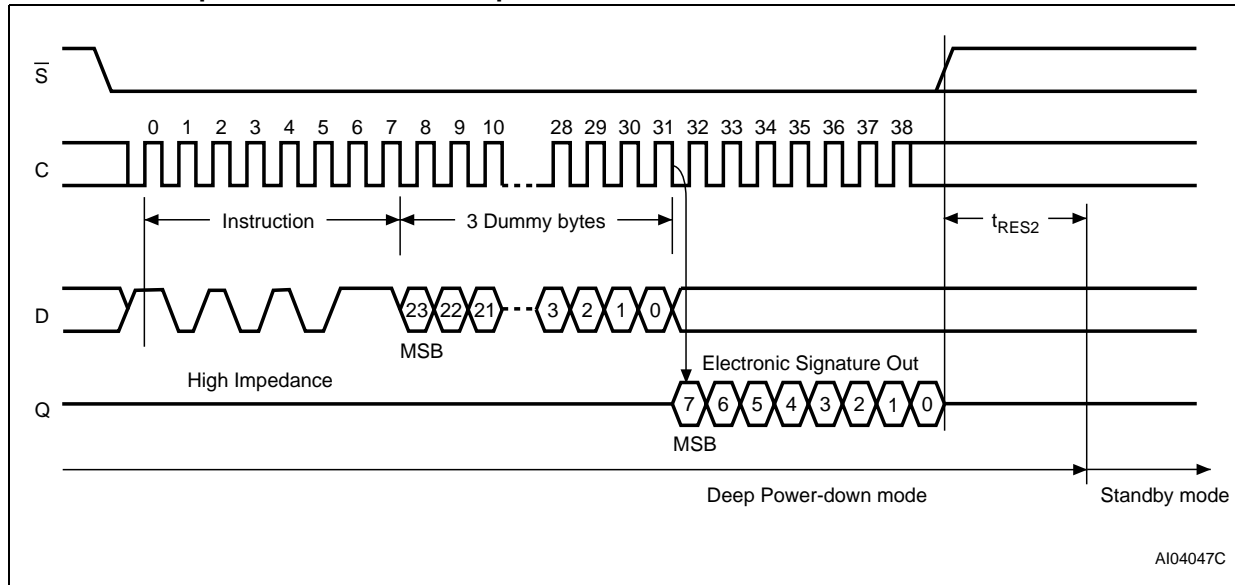 S
0 1 2 3 4 5 6 7 8 9 10 28 29 30 31 32 33 34 35 36 37 38
C
Instruction 3 Dummy bytes tRES2
D 23 22 21 3 2 1 0
MSB
High Impedance Electronic Signature Out
Q 7 6 5 4 3 2 1 0
MSB
Deep Power-down mode Standby mode
AI04047C